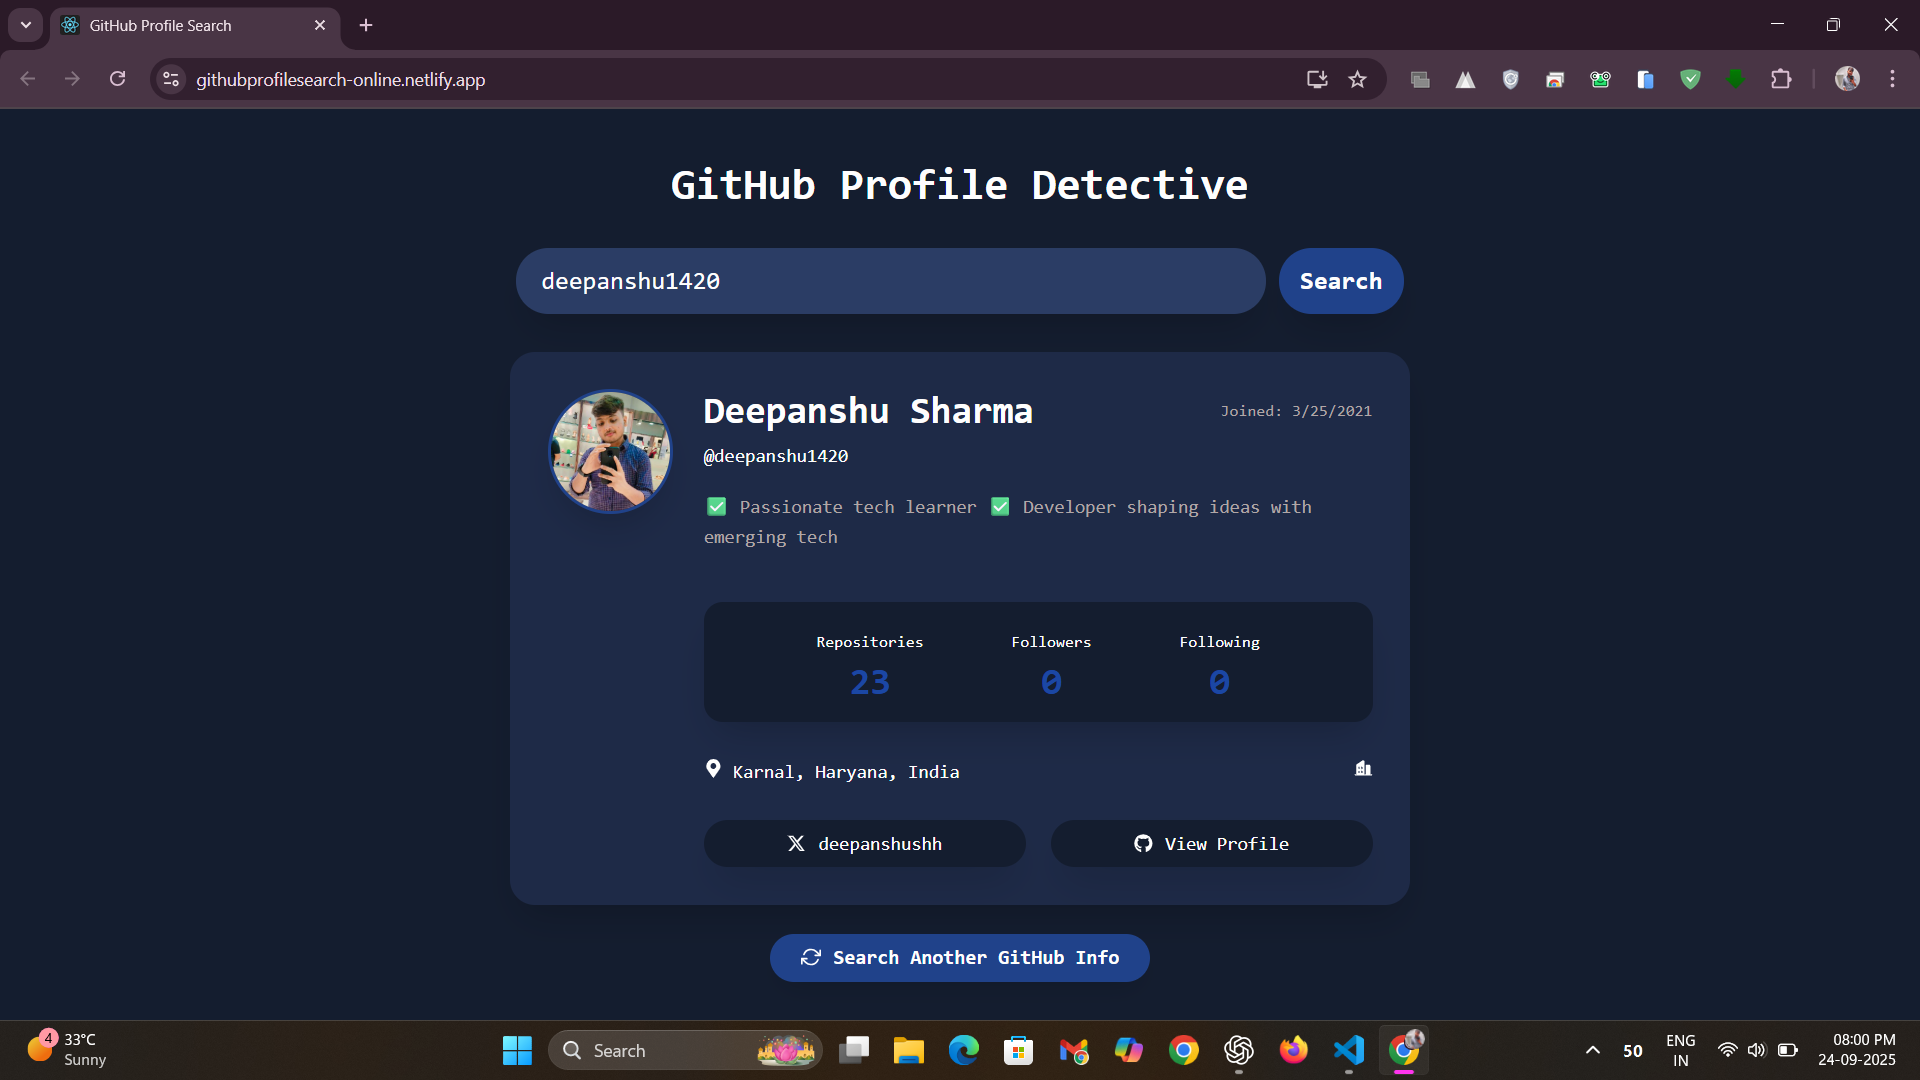 GitHub Profile Search
githubprofilesearch-online.netlify.app
GitHub Profile Detective
deepanshu1420
Search
Deepanshu Sharma
Joined: 3/25/2021
@deepanshu1420
✅ Passionate tech learner ✅ Developer shaping ideas with
emerging tech
Repositories Followers Following
23 0 0
Karnal, Haryana, India
deepanshushh
View Profile
Search Another GitHub Info
4
33°C
Sunny
Search
50
ENG
IN
08:00 PM
24-09-2025